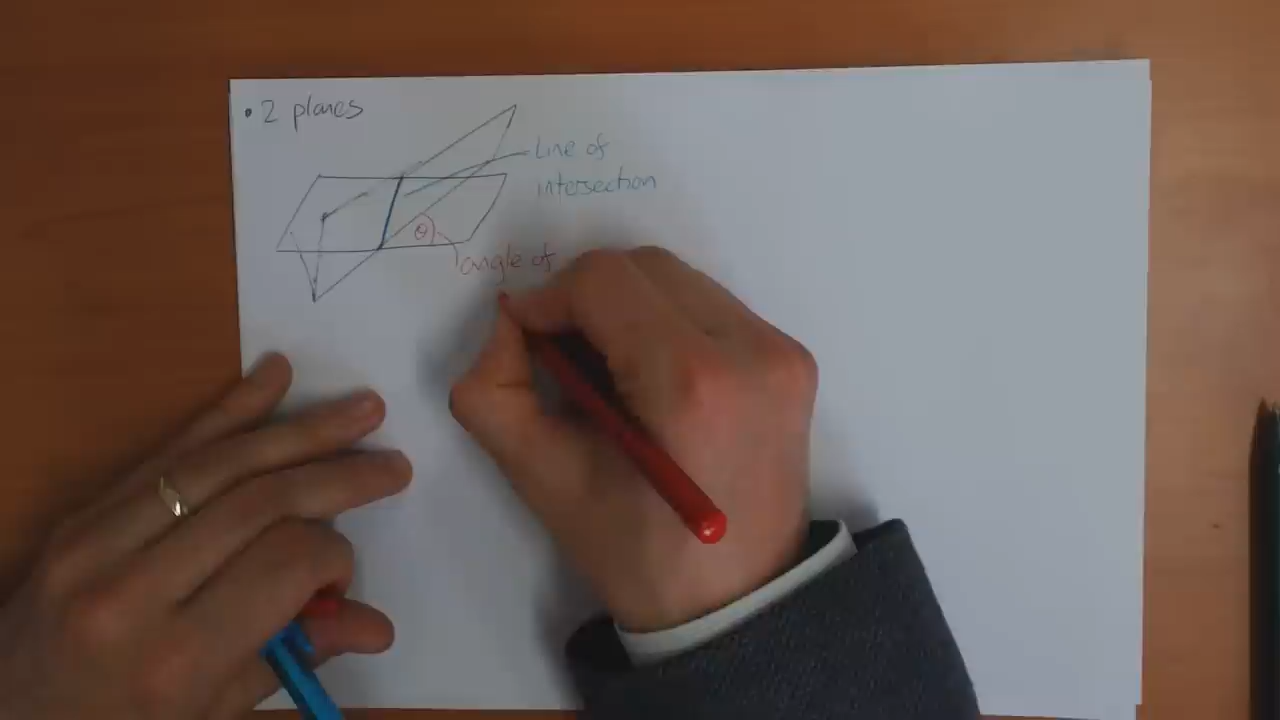 • 2 planes
Line of
intersection
θ
angle of